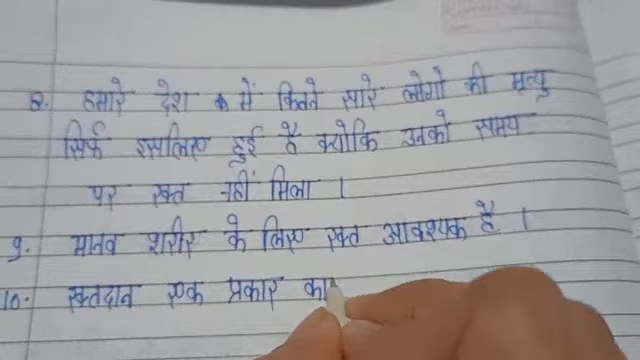 8. हमारे देश में कितने सारे लोगो की मृत्यु
सिर्फ इसलिए हुई है क्योकि उनको समय
पर रक्त नहीं मिला ।
9. मानव शरीर के लिए रक्त आवश्यक है ।
10. रक्तदान एक प्रकार का